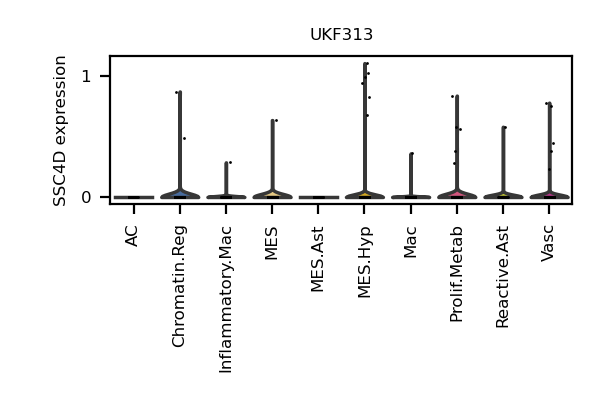 UKF313
SSC4D expression
1
0
AC
Chromatin.Reg
Inflammatory.Mac
MES
MES.Ast
MES.Hyp
Mac
Prolif.Metab
Reactive.Ast
Vasc